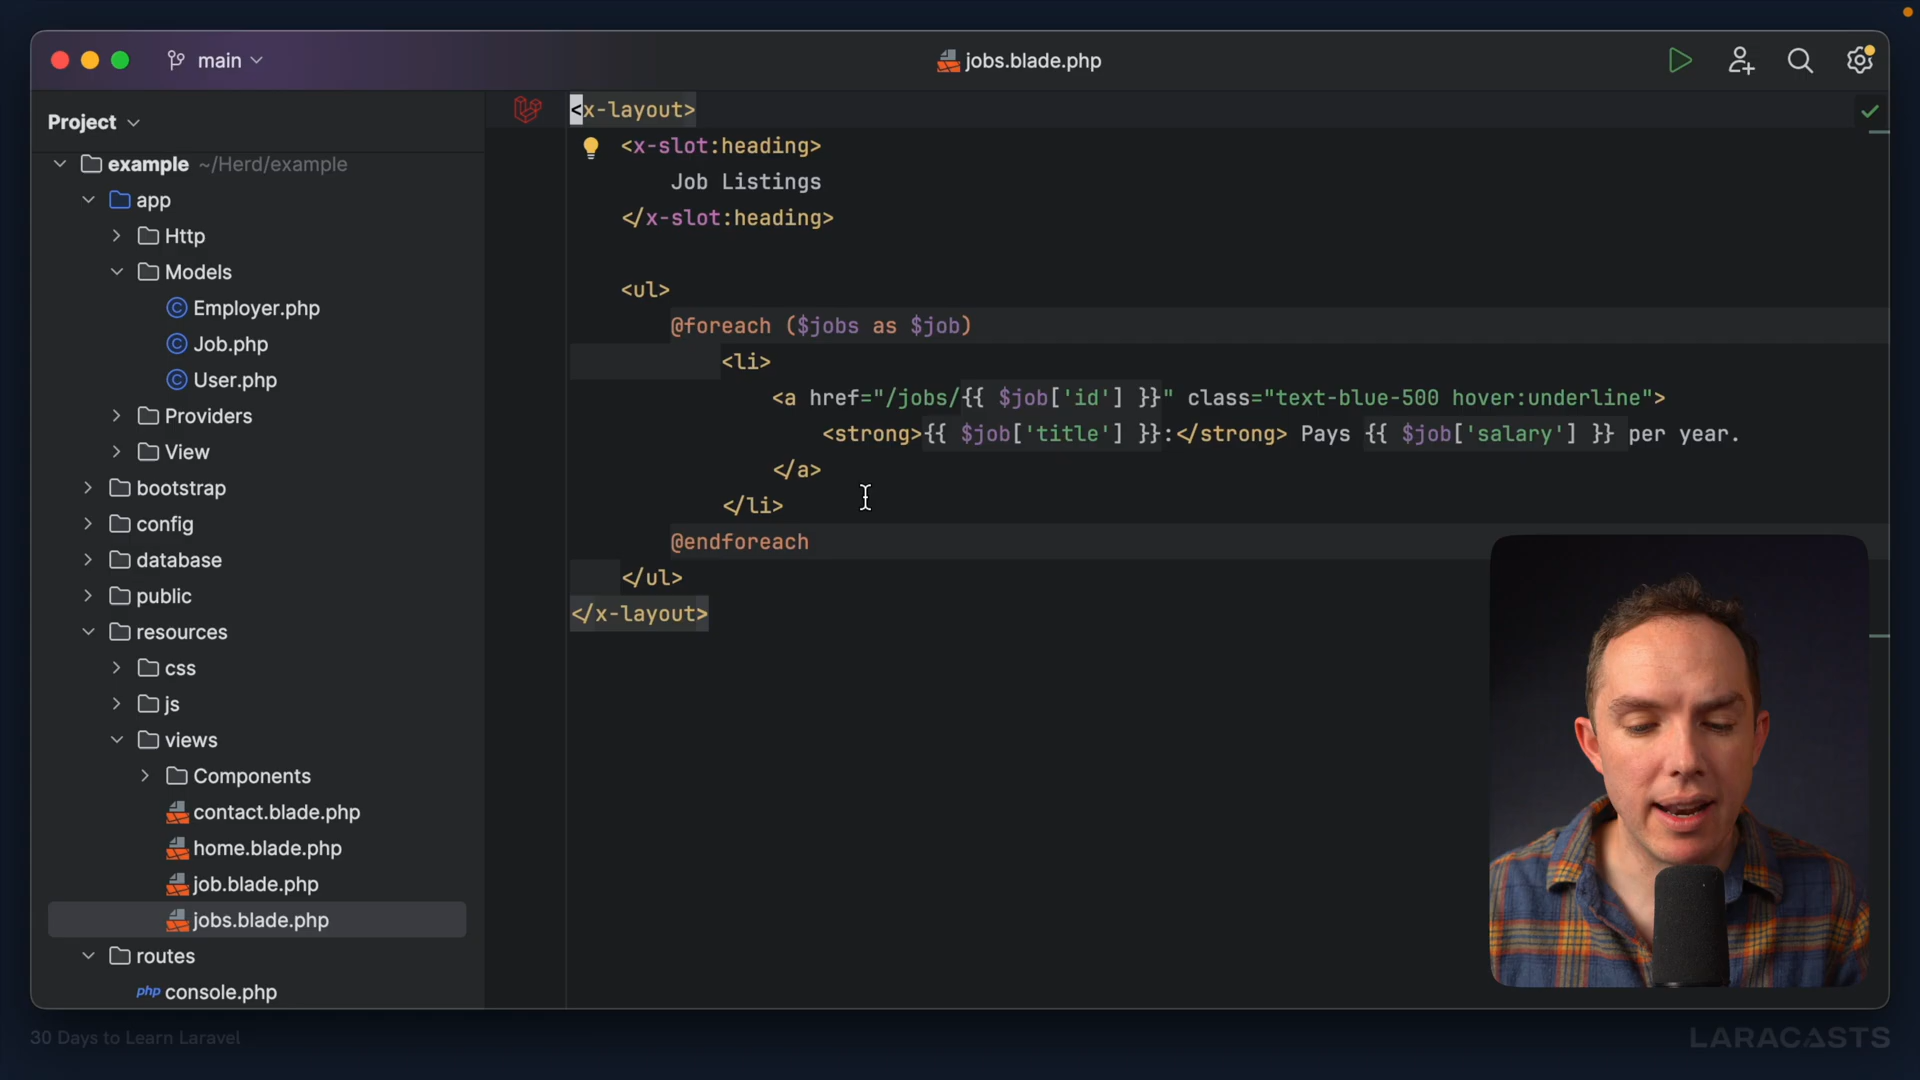 main
jobs.blade.php
Project
example ~/Herd/example
app
Http
Models
Employer.php
Job.php
User.php
Providers
View
bootstrap
config
database
public
resources
css
js
views
Components
contact.blade.php
home.blade.php
job.blade.php
jobs.blade.php
routes
php console.php
<x-layout>
<x-slot:heading>
Job Listings
</x-slot:heading>
<ul>
@foreach ($jobs as $job)
<li>
<a href="/jobs/{{ $job['id'] }}" class="text-blue-500 hover:underline">
<strong>{{ $job['title'] }}:</strong> Pays {{ $job['salary'] }} per year.
</a>
</li>
@endforeach
</ul>
</x-layout>
30 Days to Learn Laravel
LARACASTS